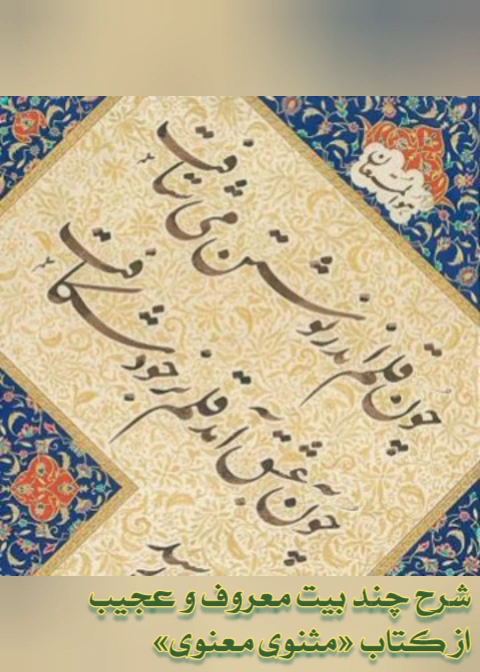 هوالمستعان
چون قلم اندر نوشتن می شتافت
چون به عشق آمد قلم بر خود شکافت
شرح چند بیت معروف و عجیب
از کتاب «مثنوی معنوی»